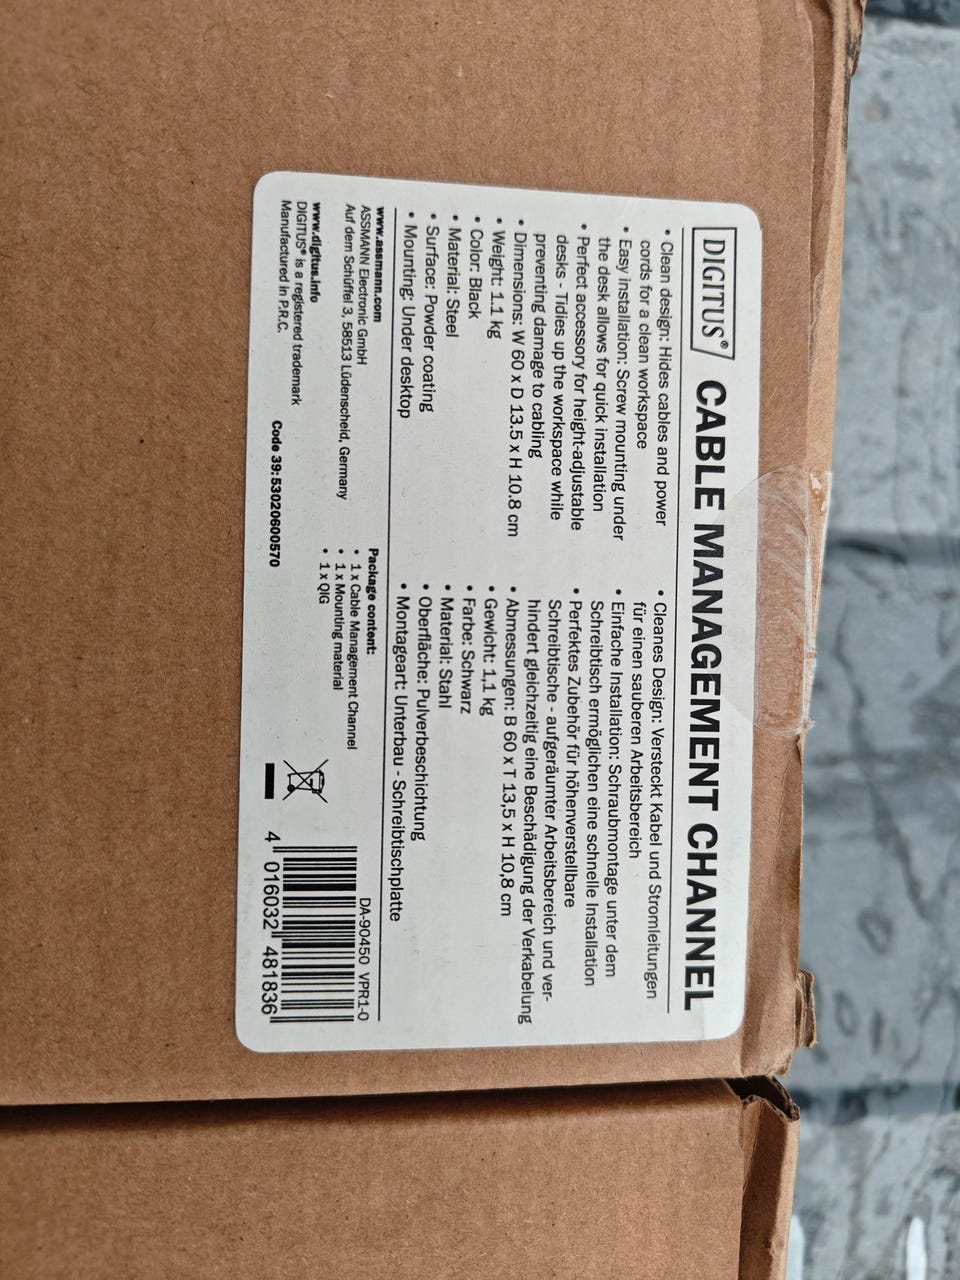 DIGITUS® CABLE MANAGEMENT CHANNEL
• Clean design: Hides cables and power
cords for a clean workspace
• Easy installation: Screw mounting under
the desk allows for quick installation
• Perfect accessory for height-adjustable
desks - Tidies up the workspace while
preventing damage to cabling
• Dimensions: W 60 x D 13.5 x H 10.8 cm
• Weight: 1.1 kg
• Color: Black
• Material: Steel
• Surface: Powder coating
• Mounting: Under desktop
• Cleanes Design: Versteckt Kabel und Stromleitungen
für einen sauberen Arbeitsbereich
• Einfache Installation: Schraubmontage unter dem
Schreibtisch ermöglichen eine schnelle Installation
• Perfektes Zubehör für höhenverstellbare
Schreibtische - aufgeräumter Arbeitsbereich und ver-
hindert gleichzeitig eine Beschädigung der Verkabelung
• Abmessungen: B 60 x T 13,5 x H 10,8 cm
• Gewicht: 1,1 kg
• Farbe: Schwarz
• Material: Stahl
• Oberfläche: Pulverbeschichtung
• Montageart: Unterbau - Schreibtischplatte
www.assmann.com
ASSMANN Electronic GmbH
Auf dem Schüffel 3, 58513 Lüdenscheid, Germany
www.digitus.info
DIGITUS® is a registered trademark
Manufactured in P.R.C.
Code 39:53020600570
Package content:
• 1 x Cable Management Channel
• 1 x Mounting material
• 1 x QIG
DA-90450 VPR1-0
4 016032 481836